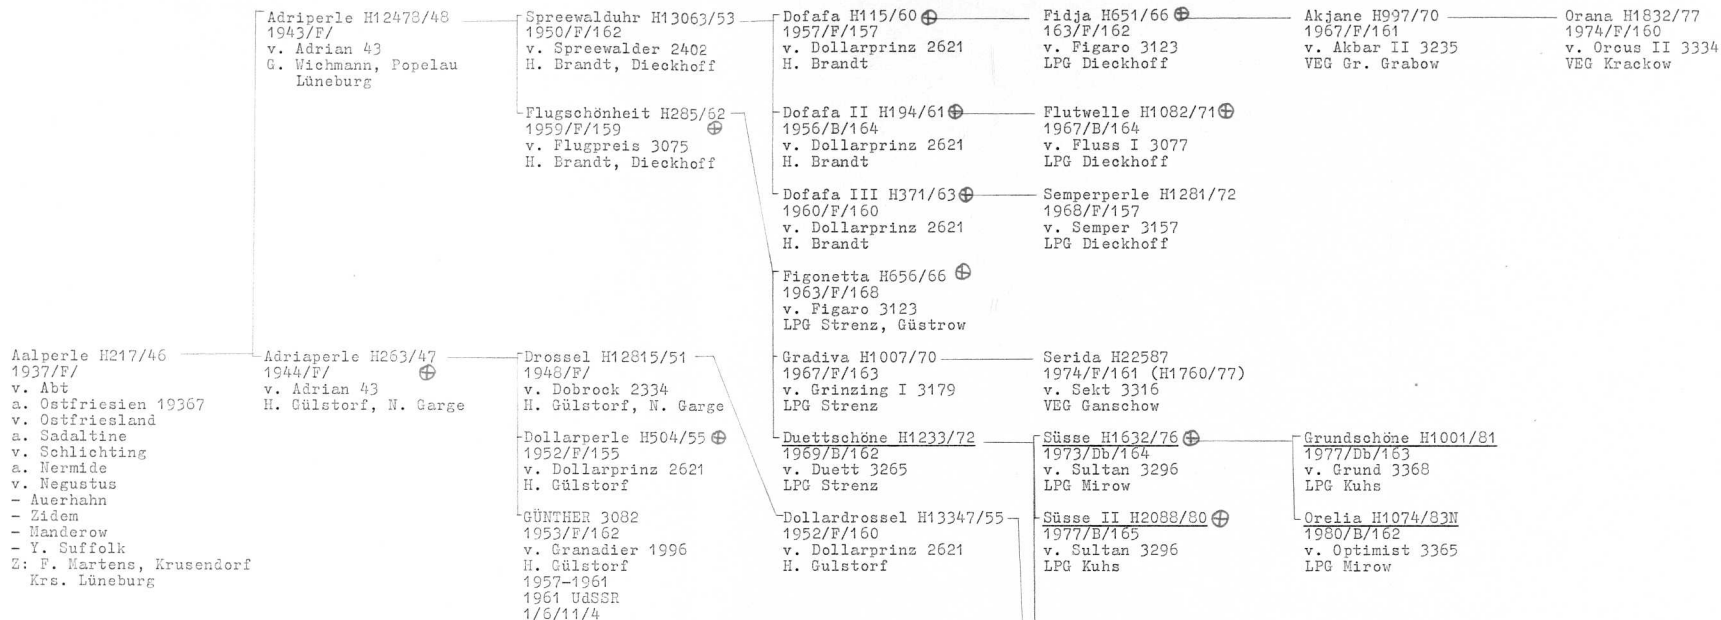 Adriperle H12478/48
1943/F/
v. Adrian 43
G. Wichmann, Popelau
Lüneburg
Spreewalduhr H13063/53
1950/F/162
v. Spreewalder 2402
H. Brandt, Dieckhoff
Dofafa H115/60 ⊕
1957/F/157
v. Dollarprinz 2621
H. Brandt
Fidja H651/66 ⊕
163/F/162
v. Figaro 3123
LPG Dieckhoff
Akjane H997/70
1967/F/161
v. Akbar II 3235
VEG Gr. Grabow
Orana H1832/77
1974/F/160
v. Orcus II 3334
VEG Krackow
Flugschönheit H285/62
1959/F/159 ⊕
v. Flugpreis 3075
H. Brandt, Dieckhoff
Dofafa II H194/61 ⊕
1956/B/164
v. Dollarprinz 2621
H. Brandt
Flutwelle H1082/71 ⊕
1967/B/164
v. Fluss I 3077
LPG Dieckhoff
Dofafa III H371/63 ⊕
1960/F/160
v. Dollarprinz 2621
H. Brandt
Semperperle H1281/72
1968/F/157
v. Semper 3157
LPG Dieckhoff
Figonetta H656/66 ⊕
1963/F/168
v. Figaro 3123
LPG Strenz, Güstrow
Aalperle H217/46
1937/F/
v. Abt
a. Ostfriesien 19367
v. Ostfriesland
a. Sadaltine
v. Schlichting
a. Nermide
v. Negustus
- Auerhahn
- Zidem
- Manderow
- Y. Suffolk
Z: F. Martens, Krusendorf
Krs. Lüneburg
Adriaperle H263/47
1944/F/ ⊕
v. Adrian 43
H. Gülstorf, N. Garge
Drossel H12815/51
1948/F/
v. Dobrock 2334
H. Gülstorf, N. Garge
Dollarperle H504/55 ⊕
1952/F/155
v. Dollarprinz 2621
H. Gülstorf
GÜNTHER 3082
1953/F/162
v. Granadier 1996
H. Gülstorf
1957-1961
1961 UdSSR
1/6/11/4
Gradiva H1007/70
1967/F/163
v. Grinzing I 3179
LPG Strenz
Serida H22587
1974/F/161 (H1760/77)
v. Sekt 3316
VEG Ganschow
Duettschöne H1233/72
1969/B/162
v. Duett 3265
LPG Strenz
Süsse H1632/76 ⊕
1973/Db/164
v. Sultan 3296
LPG Mirow
Grundschöne H1001/81
1977/Db/163
v. Grund 3368
LPG Kuhs
Dollardrossel H13347/55
1952/F/160
v. Dollarprinz 2621
H. Gulstorf
Süsse II H2088/80 ⊕
1977/B/165
v. Sultan 3296
LPG Kuhs
Orelia H1074/83N
1980/B/162
v. Optimist 3365
LPG Mirow